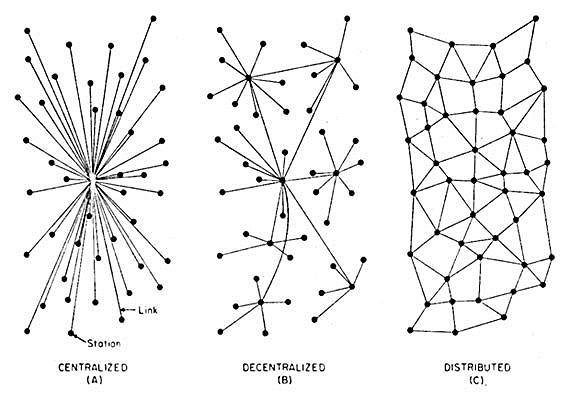 Link
Station
CENTRALIZED
(A)
DECENTRALIZED
(B)
DISTRIBUTED
(C)